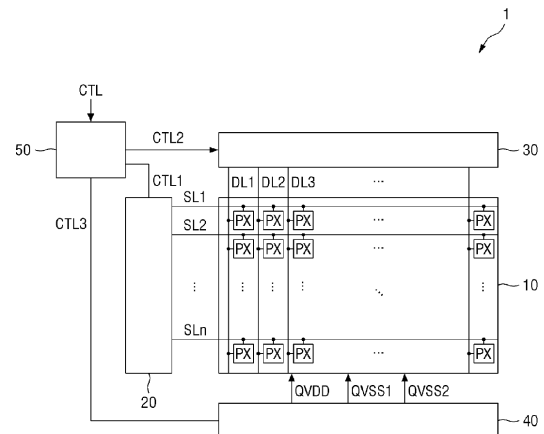 1
CTL
50
CTL2
30
CTL1
DL1 DL2 DL3 ...
CTL3
SL1
PX PX PX ... PX
SL2
PX PX PX ... PX
10
SLn
PX PX PX ... PX
20
QVDD QVSS1 QVSS2
40